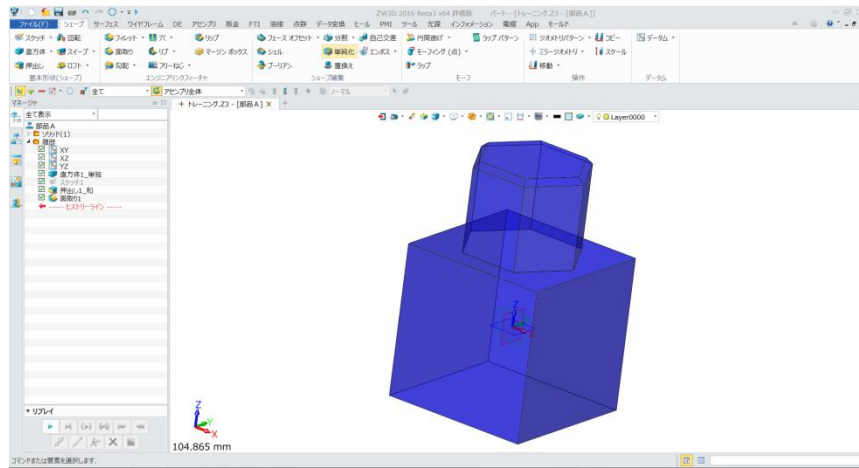 ZW3D 2016 Beta3 x64 評価版 パート - [トレーニング.Z3 - [部品A]]
ファイル(F) シェープ サーフェス ワイヤフレーム DE アセンブリ 板金 FTI 溶接 点群 データ交換 ヒール PMI ツール 光源 インフォメーション 電極 App モールド
スケッチ 回転 フィレット 穴 リップ フェース オフセット 分割 自己交差 円筒曲げ ラップ パターン ジオメトリパターン コピー データム
直方体 スイープ 面取り リブ マージン ボックス シェル 単純化 エンボス モーフィング (点) ミラージオメトリ スケール
押出し ロフト 勾配 フリーねじ ブーリアン 置換え ラップ 移動
基本形状(シェープ) エンジニアリングフィーチャ シェープ編集 モーフ 操作 データム
全て アセンブリ全体 ノーマル
マネージャ + トレーニング.Z3 - [部品A] × +
全て表示 Layer0000
部品A
ソリッド(1)
履歴
XY
XZ
YZ
直方体1_単独
スケッチ1
押出し1_和
面取り1
----- ヒストリーライン -----
Z
リプレイ
Z
Y
X
104.865 mm
コマンドまたは要素を選択します.